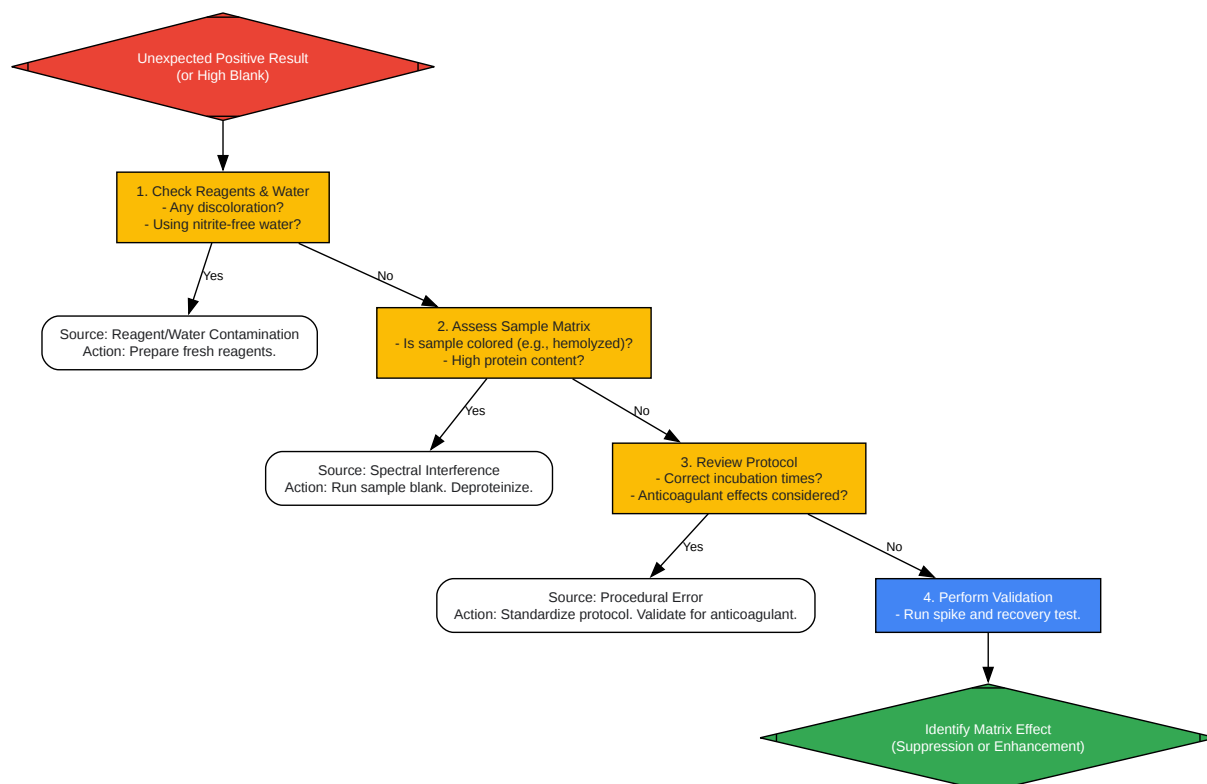 Unexpected Positive Result
(or High Blank)
1. Check Reagents & Water
- Any discoloration?
- Using nitrite-free water?
Yes
No
Source: Reagent/Water Contamination
Action: Prepare fresh reagents.
2. Assess Sample Matrix
- Is sample colored (e.g., hemolyzed)?
- High protein content?
Yes
No
Source: Spectral Interference
Action: Run sample blank. Deproteinize.
3. Review Protocol
- Correct incubation times?
- Anticoagulant effects considered?
Yes
No
Source: Procedural Error
Action: Standardize protocol. Validate for anticoagulant.
4. Perform Validation
- Run spike and recovery test.
Identify Matrix Effect
(Suppression or Enhancement)